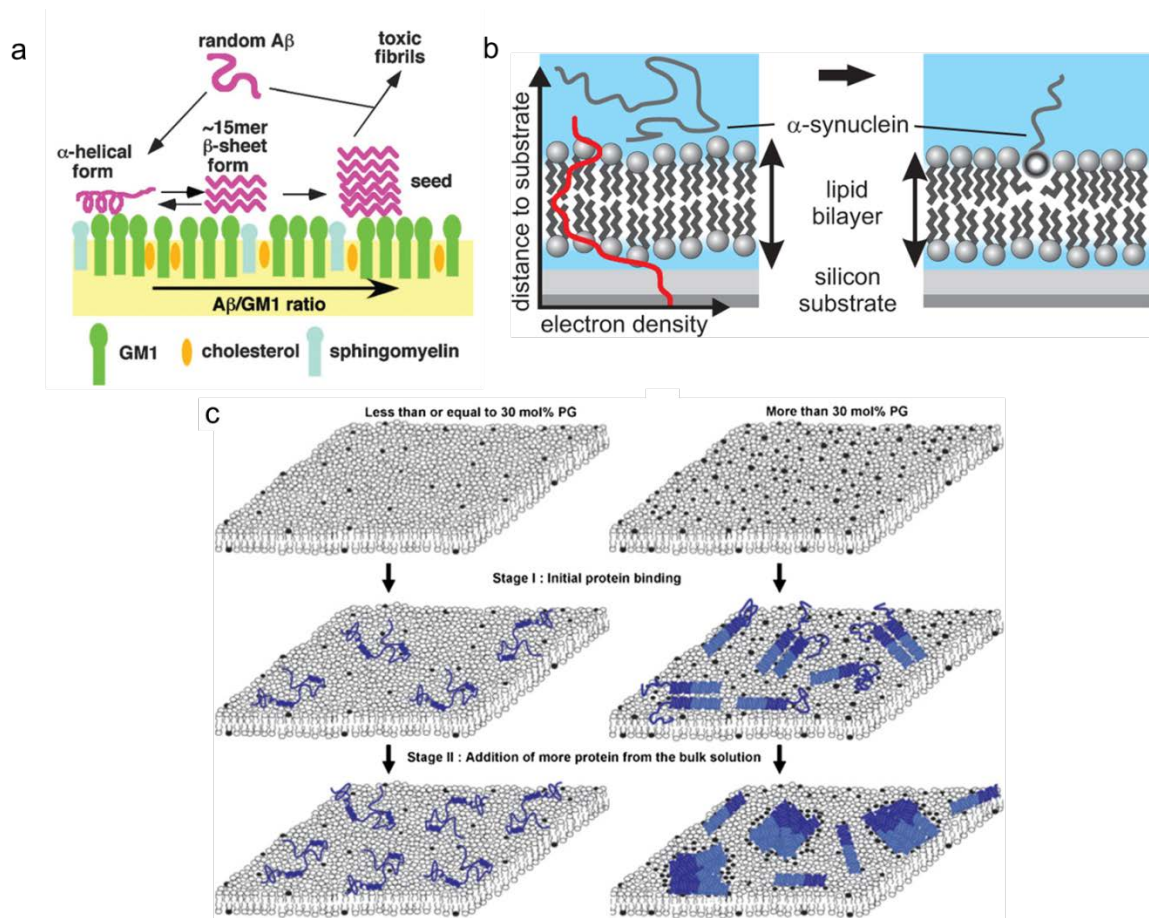 a
random Aβ
toxic
fibrils
α-helical
form
~15mer
β-sheet
form
seed
Aβ/GM1 ratio
GM1
cholesterol
sphingomyelin
b
distance to substrate
electron density
α-synuclein
lipid
bilayer
silicon
substrate
c
Less than or equal to 30 mol% PG
More than 30 mol% PG
Stage I : Initial protein binding
Stage II : Addition of more protein from the bulk solution